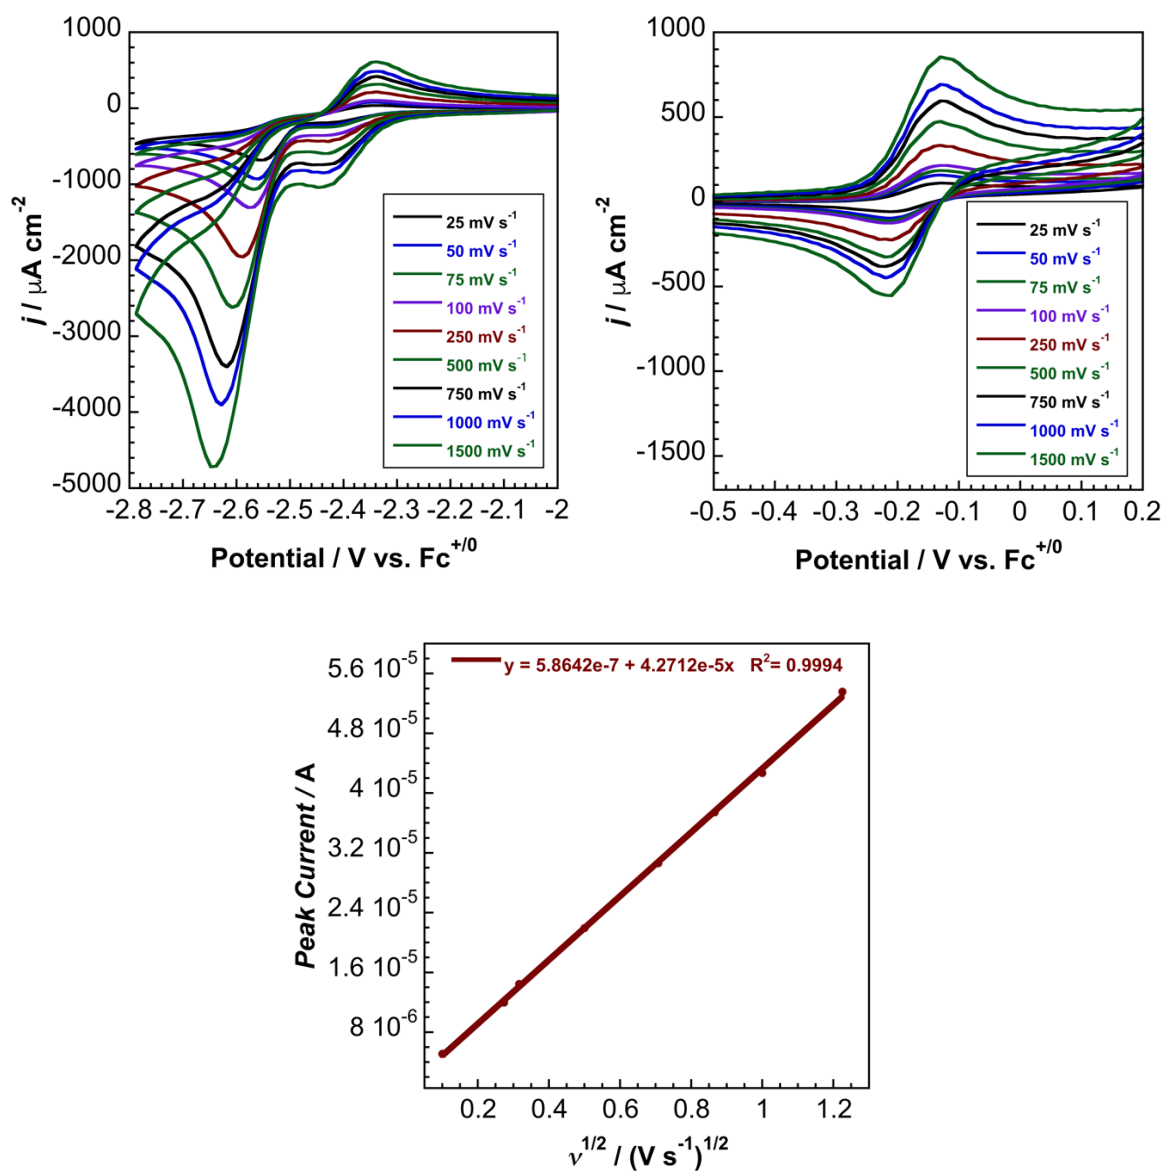 1000
0
-1000
-2000
-3000
-4000
-5000
j / μA cm⁻²
-2.8 -2.7 -2.6 -2.5 -2.4 -2.3 -2.2 -2.1 -2
Potential / V vs. Fc⁺ᐟ⁰
25 mV s⁻¹
50 mV s⁻¹
75 mV s⁻¹
100 mV s⁻¹
250 mV s⁻¹
500 mV s⁻¹
750 mV s⁻¹
1000 mV s⁻¹
1500 mV s⁻¹
1000
500
0
-500
-1000
-1500
j / μA cm⁻²
-0.5 -0.4 -0.3 -0.2 -0.1 0 0.1 0.2
Potential / V vs. Fc⁺ᐟ⁰
25 mV s⁻¹
50 mV s⁻¹
75 mV s⁻¹
100 mV s⁻¹
250 mV s⁻¹
500 mV s⁻¹
750 mV s⁻¹
1000 mV s⁻¹
1500 mV s⁻¹
y = 5.8642e-7 + 4.2712e-5x R²= 0.9994
5.6 10⁻⁵
4.8 10⁻⁵
4 10⁻⁵
3.2 10⁻⁵
2.4 10⁻⁵
1.6 10⁻⁵
8 10⁻⁶
Peak Current / A
0.2 0.4 0.6 0.8 1 1.2
ν¹ᐟ² / (V s⁻¹)¹ᐟ²